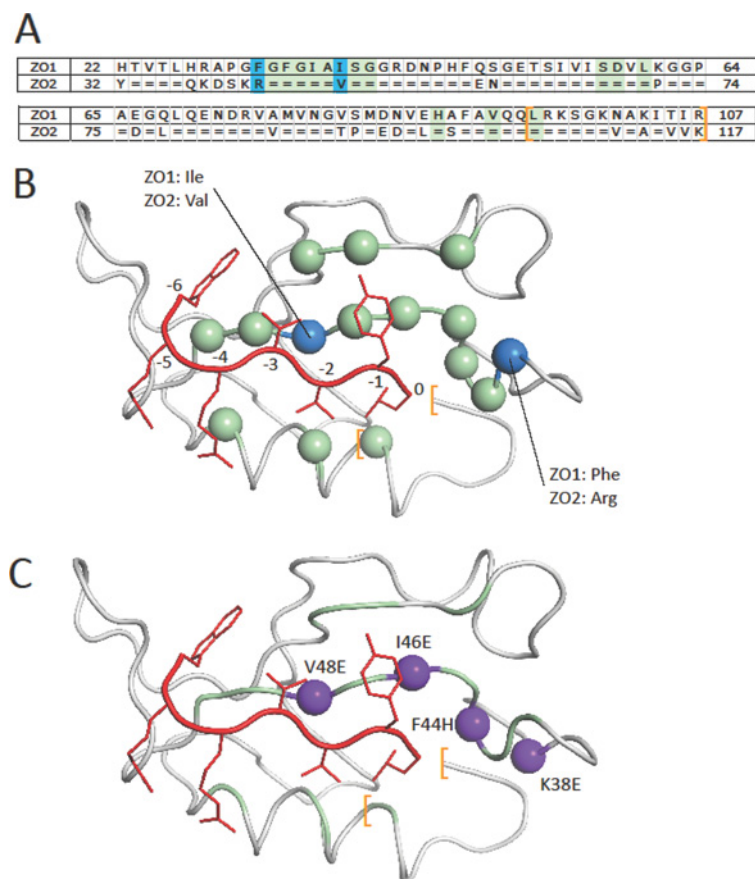 A
ZO1 22 H T V T L H R A P G F G F G I A I S G G R D N P H F Q S G E T S I V I S D V L K G G P 64
ZO2 32 Y = = = = Q K D S K R = = = = = V = = = = = = = = = E N = = = = = = = = = = = P = = = 74
ZO1 65 A E G Q L Q E N D R V A M V N G V S M D N V E H A F A V Q Q [ L R K S G K N A K I T I R ] 107
ZO2 75 = D = L = = = = = = = V = = = = T P = E D = L = S = = = = = = = = = = = V = A = V V K 117
B
ZO1: Ile
ZO2: Val
-6
-5
-4
-3
-2
-1
0
[
[
ZO1: Phe
ZO2: Arg
C
V48E
I46E
F44H
K38E
[
[